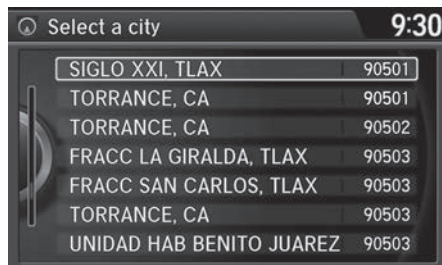 Select a city 9:30
SIGLO XXI, TLAX 90501
TORRANCE, CA 90501
TORRANCE, CA 90502
FRACC LA GIRALDA, TLAX 90503
FRACC SAN CARLOS, TLAX 90503
TORRANCE, CA 90503
UNIDAD HAB BENITO JUAREZ 90503